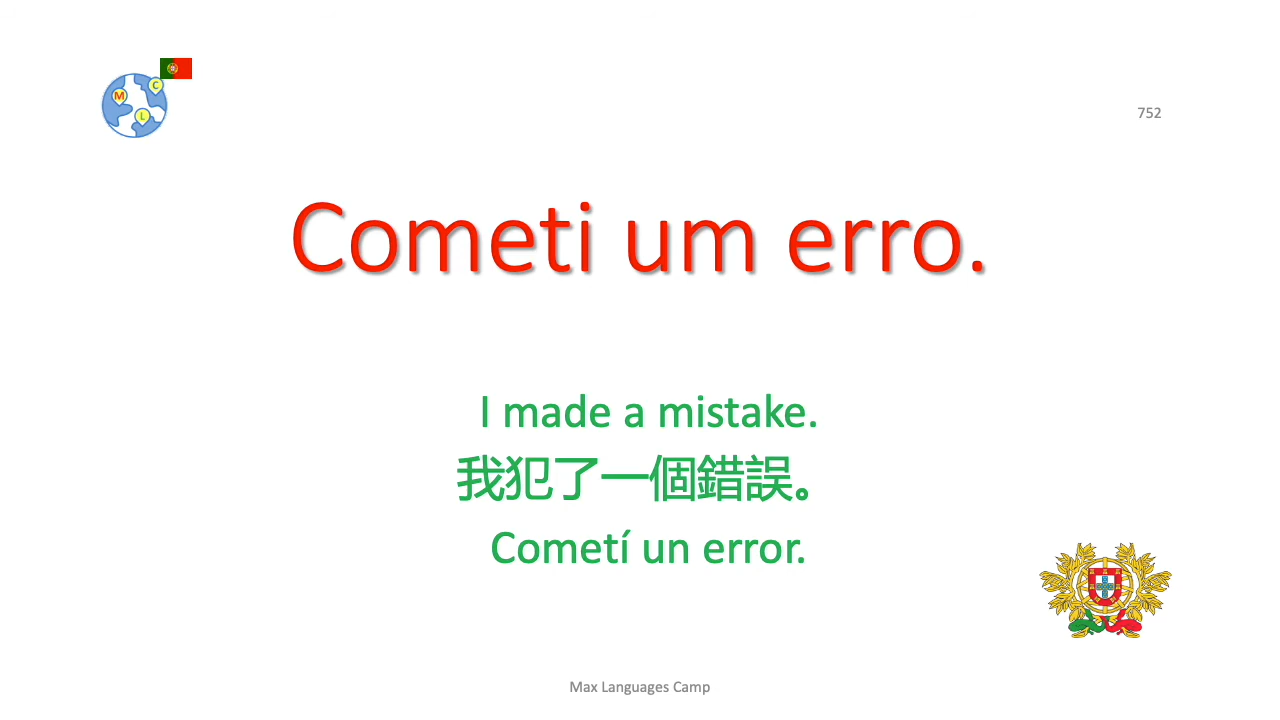 M
C
L
752
Cometi um erro.
I made a mistake.
我犯了一個錯誤。
Cometí un error.
Max Languages Camp